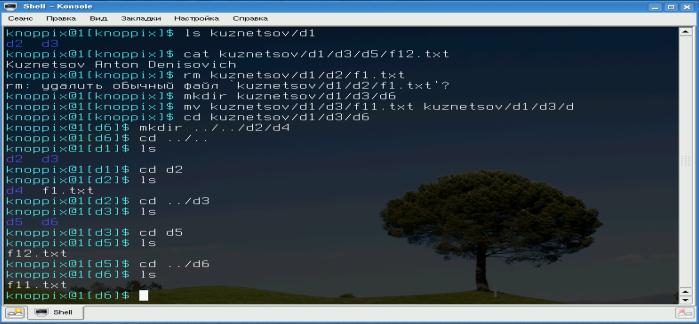 Shell - Konsole
Сеанс Правка Вид Закладки Настройка Справка
knoppix@1[knoppix]$ ls kuznetsov/d1
d2 d3
knoppix@1[knoppix]$ cat kuznetsov/d1/d3/d5/f12.txt
Kuznetsov Anton Denisovich
knoppix@1[knoppix]$ rm kuznetsov/d1/d2/f1.txt
rm: удалить обычный файл `kuznetsov/d1/d2/f1.txt'?
knoppix@1[knoppix]$ mkdir kuznetsov/d1/d3/d6
knoppix@1[knoppix]$ mv kuznetsov/d1/d3/f11.txt kuznetsov/d1/d3/d
knoppix@1[knoppix]$ cd kuznetsov/d1/d3/d6
knoppix@1[d6]$ mkdir ../../d2/d4
knoppix@1[d6]$ cd ../..
knoppix@1[d1]$ ls
d2 d3
knoppix@1[d1]$ cd d2
knoppix@1[d2]$ ls
d4 f1.txt
knoppix@1[d2]$ cd ../d3
knoppix@1[d3]$ ls
d5 d6
knoppix@1[d3]$ cd d5
knoppix@1[d5]$ ls
f12.txt
knoppix@1[d5]$ cd ../d6
knoppix@1[d6]$ ls
f11.txt
knoppix@1[d6]$
Shell